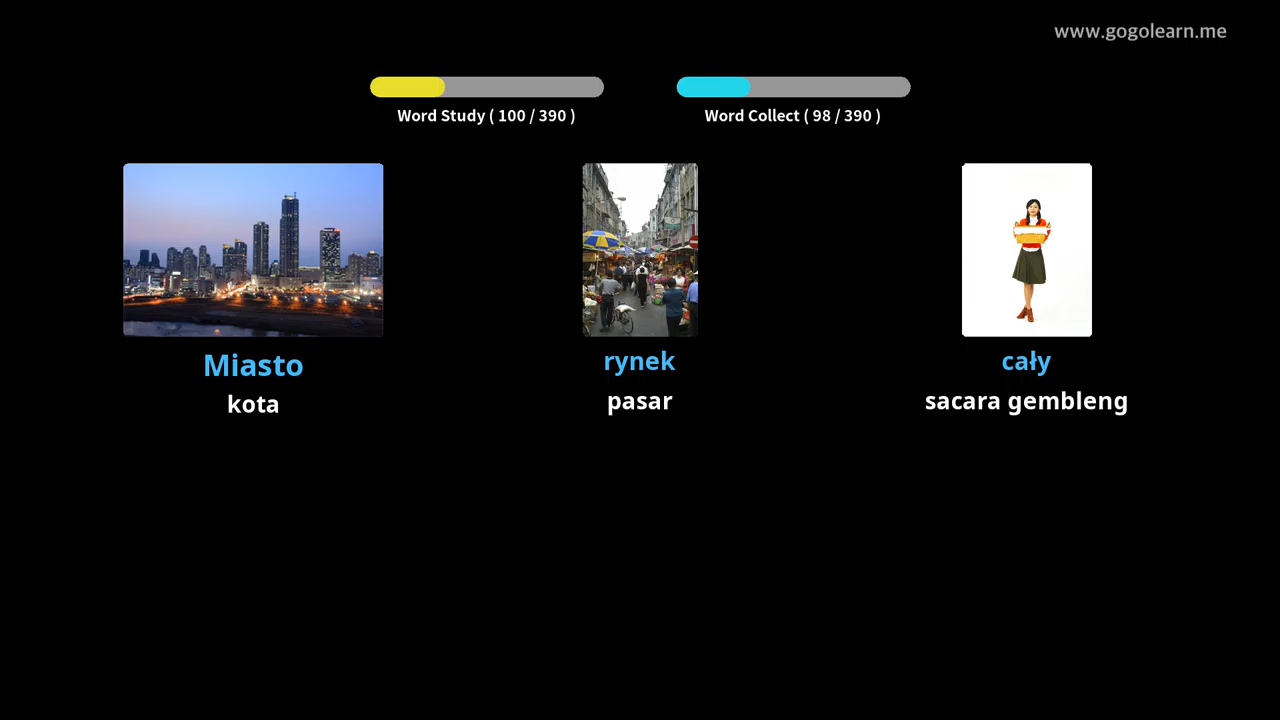 www.gogolearn.me
Word Study ( 100 / 390 )
Word Collect ( 98 / 390 )
Miasto
rynek
cały
kota
pasar
sacara gembleng